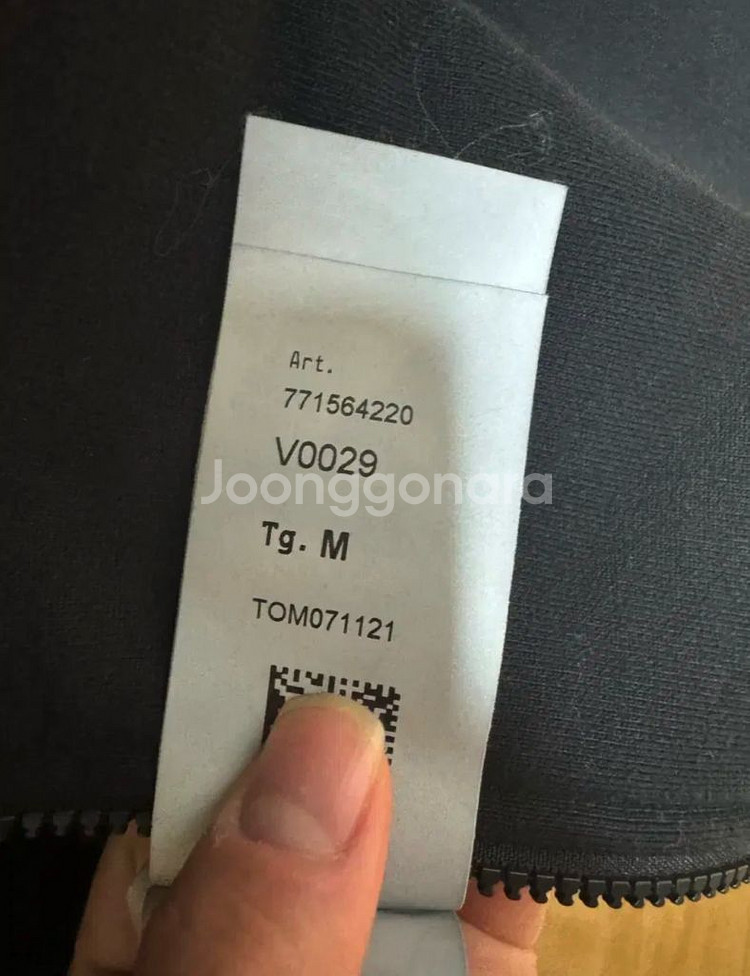 Art.
771564220
V0029
Joonggonara
Tg. M
TOM071121